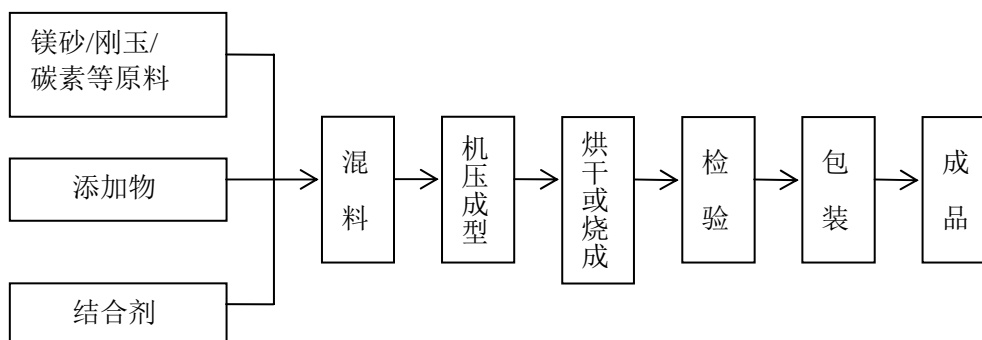 镁砂/刚玉/
碳素等原料
添加物
结合剂
混料
机压成型
烘干或烧成
检验
包装
成品